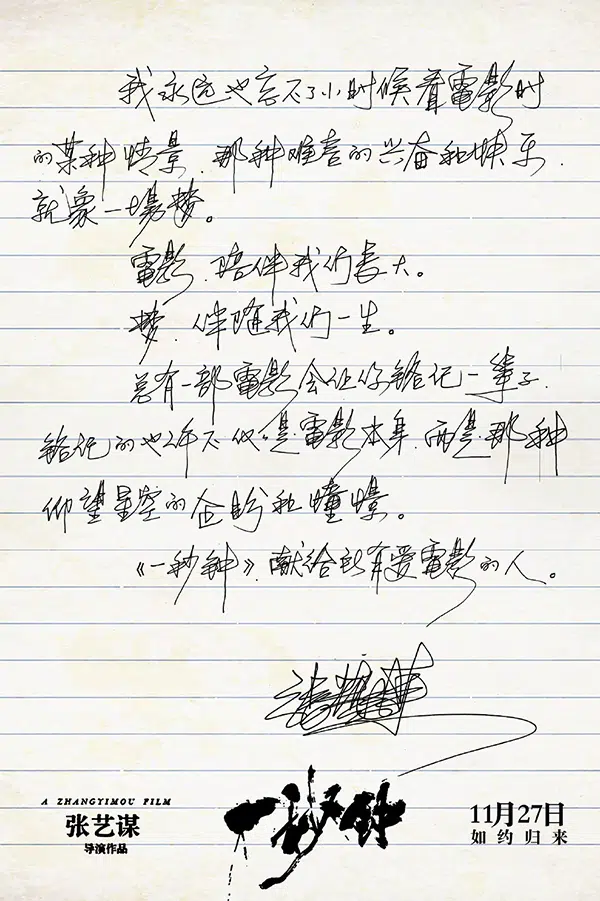 我永远也忘不了小时候看電影时
的某种情景，那种难言的兴奋和快乐，
就象一場梦。
電影，陪伴我们長大。
梦，伴随我们一生。
总有一部電影会让你铭记一辈子，
铭记的也许不仅是電影本身，而是那种
仰望星空的企盼和憧憬。
《一秒钟》，献给所有爱電影的人。
A ZHANGYIMOU FILM
张艺谋
导演作品
一秒钟
11月27日
如约归来